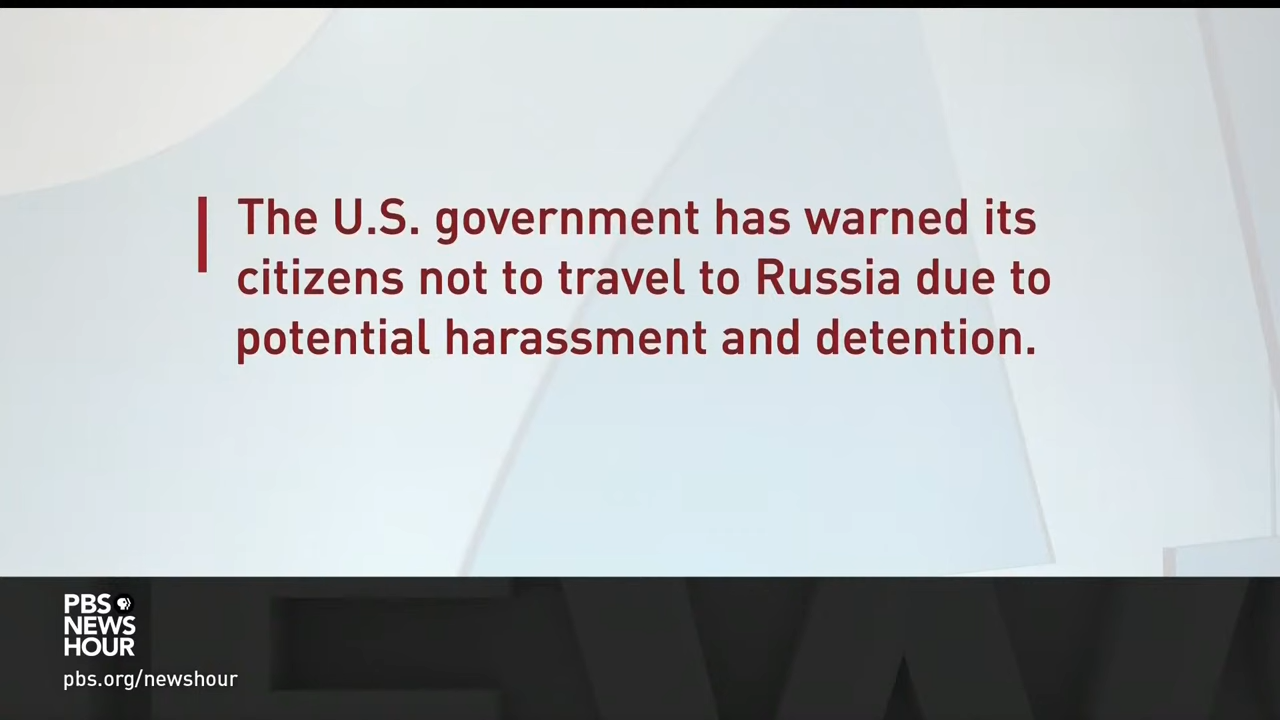 The U.S. government has warned its
citizens not to travel to Russia due to
potential harassment and detention.
PBS
NEWS
HOUR
pbs.org/newshour